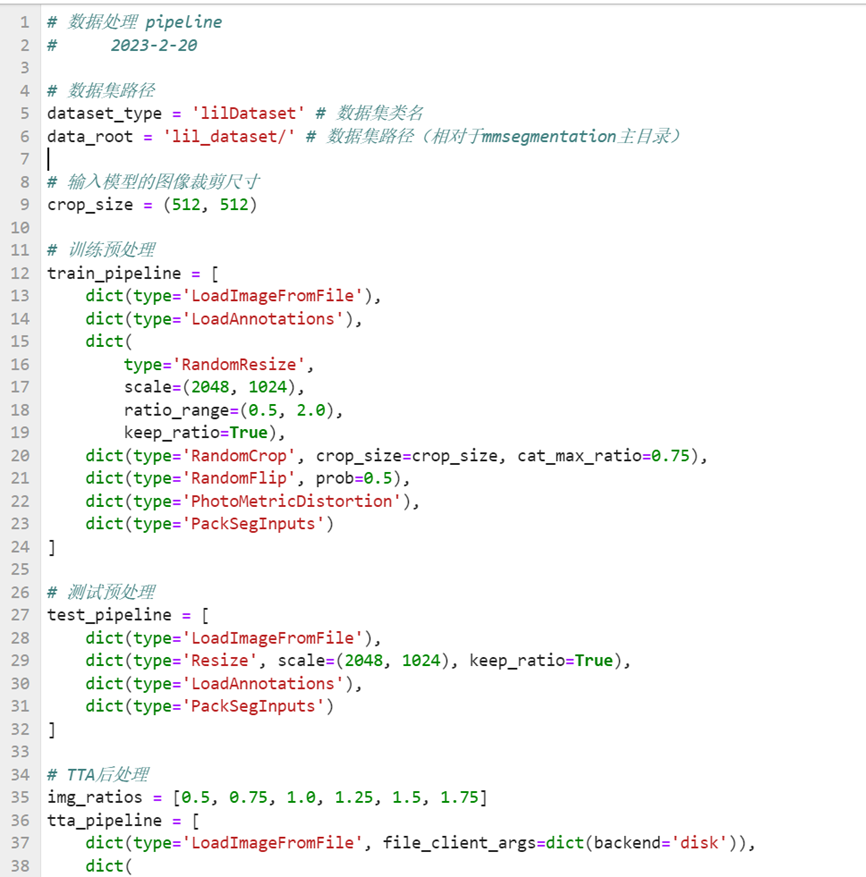 1 # 数据处理 pipeline
2 # 2023-2-20
3
4 # 数据集路径
5 dataset_type = 'lilDataset' # 数据集类名
6 data_root = 'lil_dataset/' # 数据集路径（相对于mmsegmentation主目录）
7
8 # 输入模型的图像裁剪尺寸
9 crop_size = (512, 512)
10
11 # 训练预处理
12 train_pipeline = [
13     dict(type='LoadImageFromFile'),
14     dict(type='LoadAnnotations'),
15     dict(
16         type='RandomResize',
17         scale=(2048, 1024),
18         ratio_range=(0.5, 2.0),
19         keep_ratio=True),
20     dict(type='RandomCrop', crop_size=crop_size, cat_max_ratio=0.75),
21     dict(type='RandomFlip', prob=0.5),
22     dict(type='PhotoMetricDistortion'),
23     dict(type='PackSegInputs')
24 ]
25
26 # 测试预处理
27 test_pipeline = [
28     dict(type='LoadImageFromFile'),
29     dict(type='Resize', scale=(2048, 1024), keep_ratio=True),
30     dict(type='LoadAnnotations'),
31     dict(type='PackSegInputs')
32 ]
33
34 # TTA后处理
35 img_ratios = [0.5, 0.75, 1.0, 1.25, 1.5, 1.75]
36 tta_pipeline = [
37     dict(type='LoadImageFromFile', file_client_args=dict(backend='disk')),
38     dict(